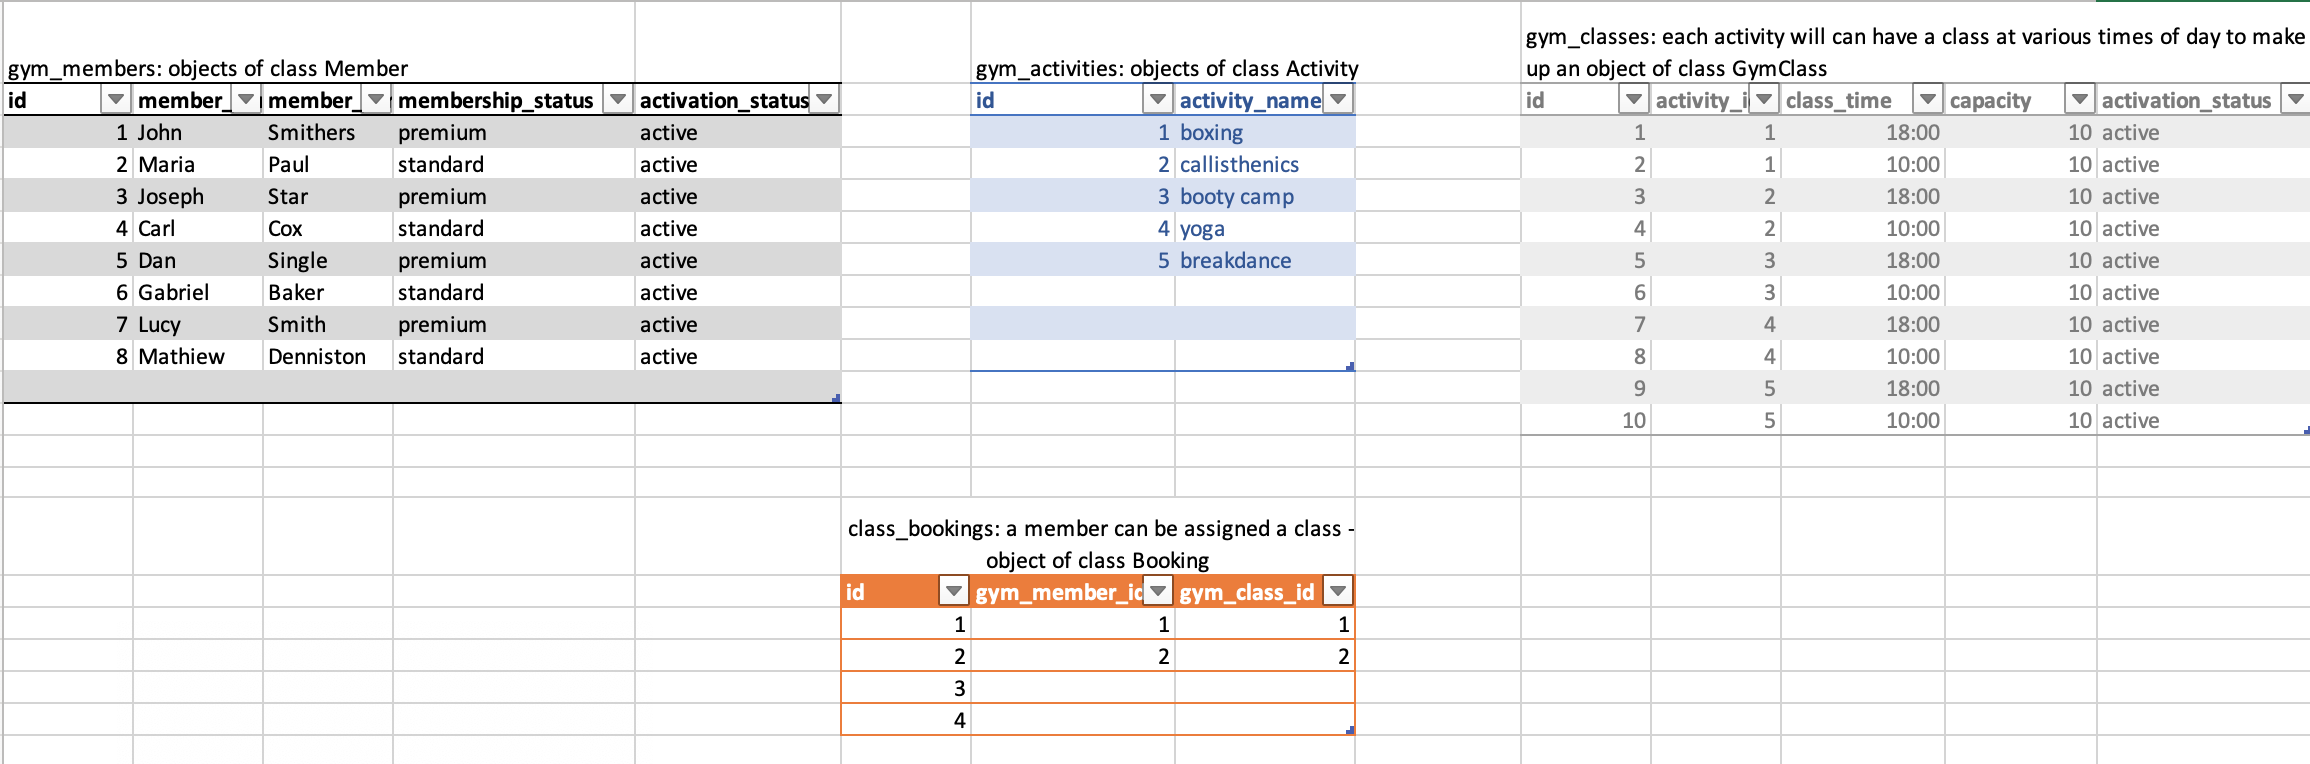 gym_members: objects of class Member
id member_ member_ membership_status activation_status
1 John Smithers premium active
2 Maria Paul standard active
3 Joseph Star premium active
4 Carl Cox standard active
5 Dan Single premium active
6 Gabriel Baker standard active
7 Lucy Smith premium active
8 Mathiew Denniston standard active
gym_activities: objects of class Activity
id activity_name
1 boxing
2 callisthenics
3 booty camp
4 yoga
5 breakdance
gym_classes: each activity will can have a class at various times of day to make
up an object of class GymClass
id activity_i class_time capacity activation_status
1 1 18:00 10 active
2 1 10:00 10 active
3 2 18:00 10 active
4 2 10:00 10 active
5 3 18:00 10 active
6 3 10:00 10 active
7 4 18:00 10 active
8 4 10:00 10 active
9 5 18:00 10 active
10 5 10:00 10 active
class_bookings: a member can be assigned a class -
object of class Booking
id gym_member_id gym_class_id
1 1 1
2 2 2
3
4